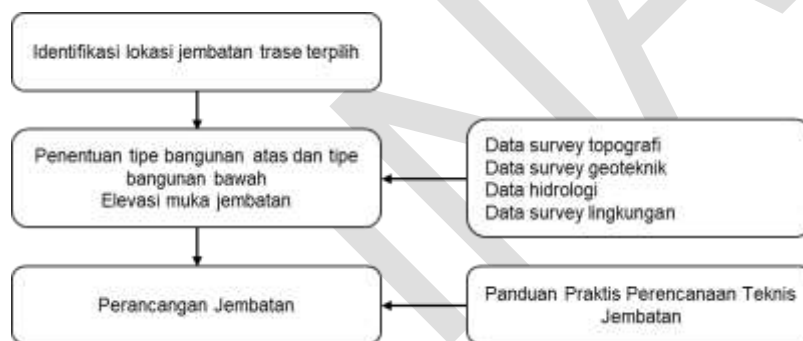 Identifikasi lokasi jembatan trase terpilih
Penentuan tipe bangunan atas dan tipe
bangunan bawah
Elevasi muka jembatan
Data survey topografi
Data survey geoteknik
Data hidrologi
Data survey lingkungan
Perancangan Jembatan
Panduan Praktis Perencanaan Teknis
Jembatan